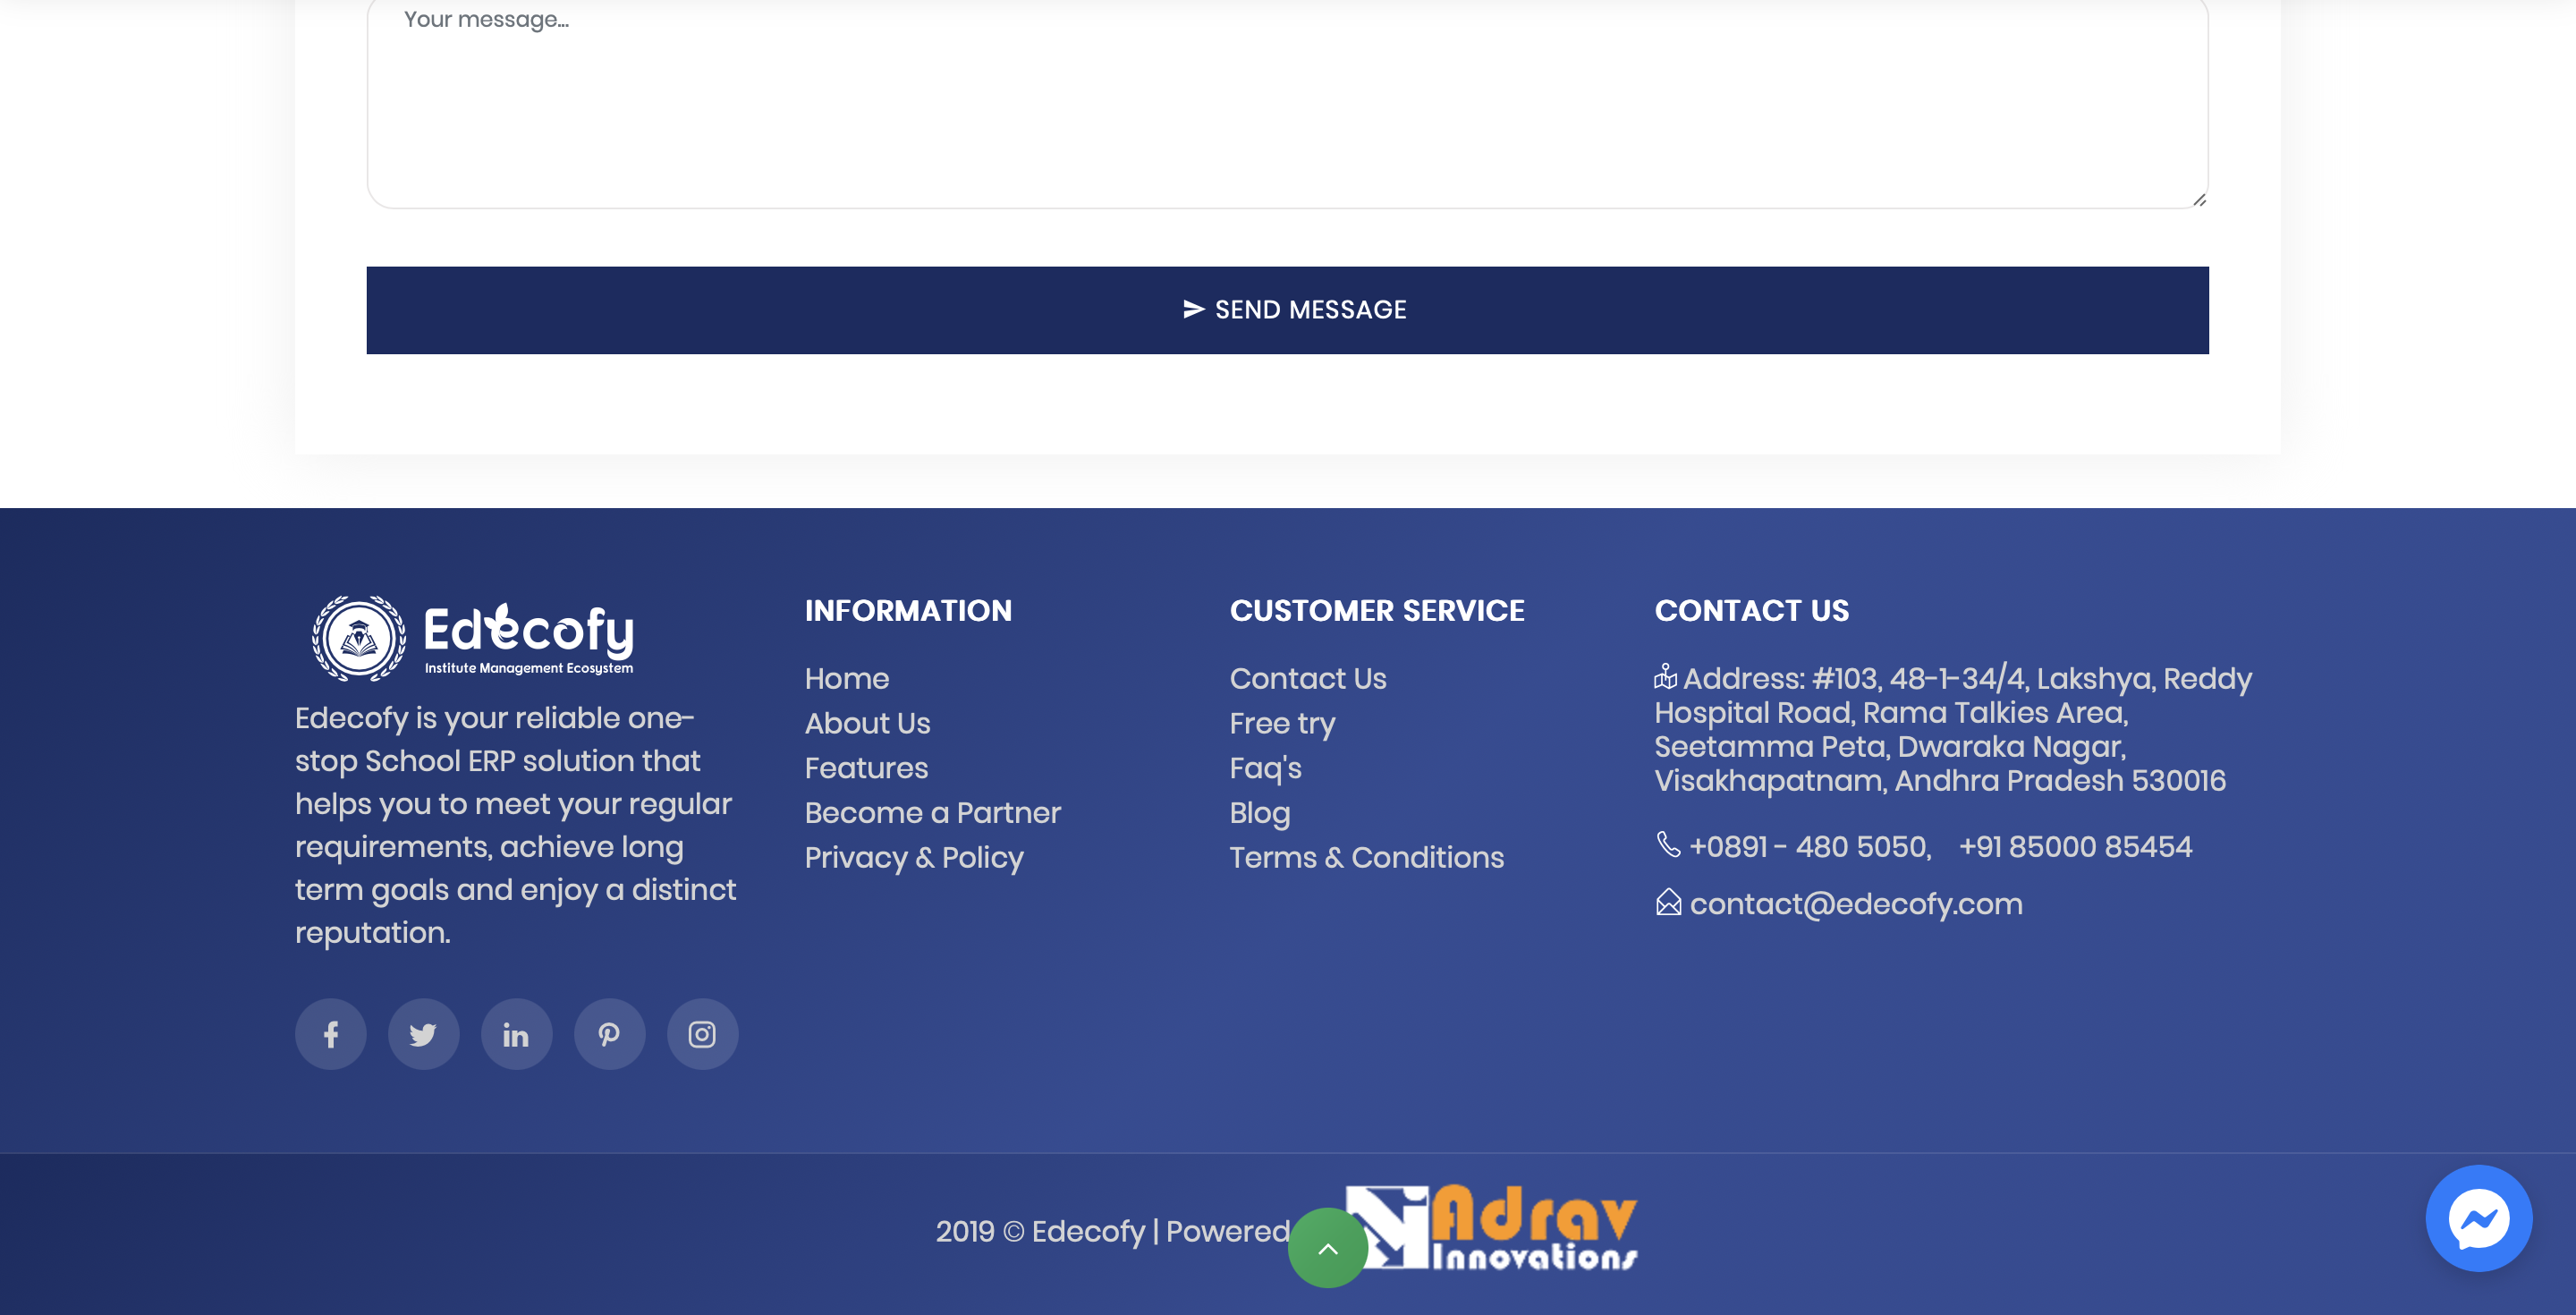 Your message...
SEND MESSAGE
Edecofy
Institute Management Ecosystem
Edecofy is your reliable one-
stop School ERP solution that
helps you to meet your regular
requirements, achieve long
term goals and enjoy a distinct
reputation.
INFORMATION
Home
About Us
Features
Become a Partner
Privacy & Policy
CUSTOMER SERVICE
Contact Us
Free try
Faq's
Blog
Terms & Conditions
CONTACT US
Address: #103, 48-1-34/4, Lakshya, Reddy
Hospital Road, Rama Talkies Area,
Seetamma Peta, Dwaraka Nagar,
Visakhapatnam, Andhra Pradesh 530016
+0891 - 480 5050, +91 85000 85454
contact@edecofy.com
2019 © Edecofy | Powered
Adrav
Innovations